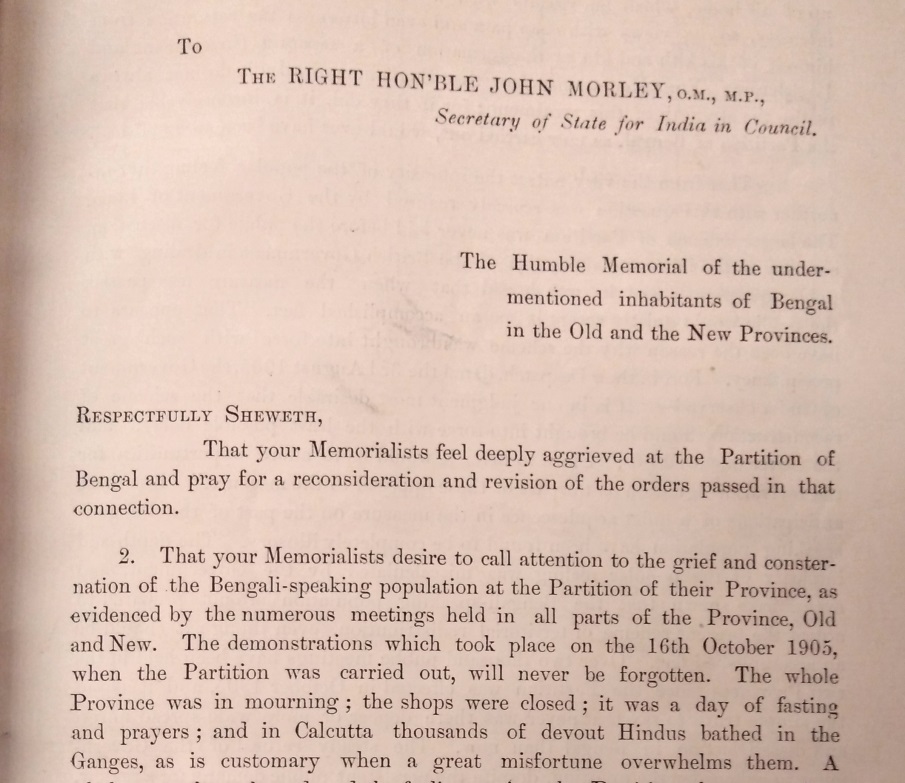 To
THE RIGHT HON'BLE JOHN MORLEY, O.M., M.P.,
Secretary of State for India in Council.
The Humble Memorial of the under-
mentioned inhabitants of Bengal
in the Old and the New Provinces.
RESPECTFULLY SHEWETH,
That your Memorialists feel deeply aggrieved at the Partition of
Bengal and pray for a reconsideration and revision of the orders passed in that
connection.
2. That your Memorialists desire to call attention to the grief and conster-
nation of the Bengali-speaking population at the Partition of their Province, as
evidenced by the numerous meetings held in all parts of the Province, Old
and New. The demonstrations which took place on the 16th October 1905,
when the Partition was carried out, will never be forgotten. The whole
Province was in mourning ; the shops were closed ; it was a day of fasting
and prayers ; and in Calcutta thousands of devout Hindus bathed in the
Ganges, as is customary when a great misfortune overwhelms them. A